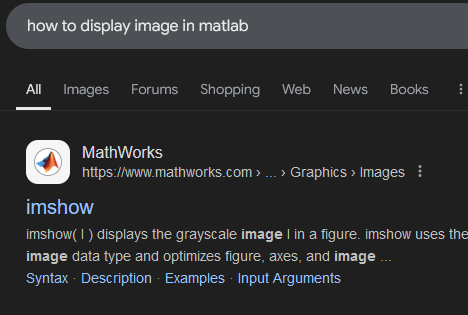 how to display image in matlab
All Images Forums Shopping Web News Books
MathWorks
https://www.mathworks.com › ... › Graphics › Images
imshow
imshow( I ) displays the grayscale image I in a figure. imshow uses the
image data type and optimizes figure, axes, and image ...
Syntax · Description · Examples · Input Arguments